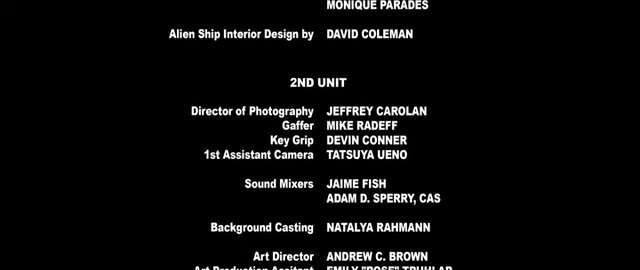 MONIQUE PARADES
Alien Ship Interior Design by DAVID COLEMAN
2ND UNIT
Director of Photography JEFFREY CAROLAN
Gaffer MIKE RADEFF
Key Grip DEVIN CONNER
1st Assistant Camera TATSUYA UENO
Sound Mixers JAIME FISH
ADAM D. SPERRY, CAS
Background Casting NATALYA RAHMANN
Art Director ANDREW C. BROWN
Art Production Assitant EMILY "ROSE" TRUHLAR